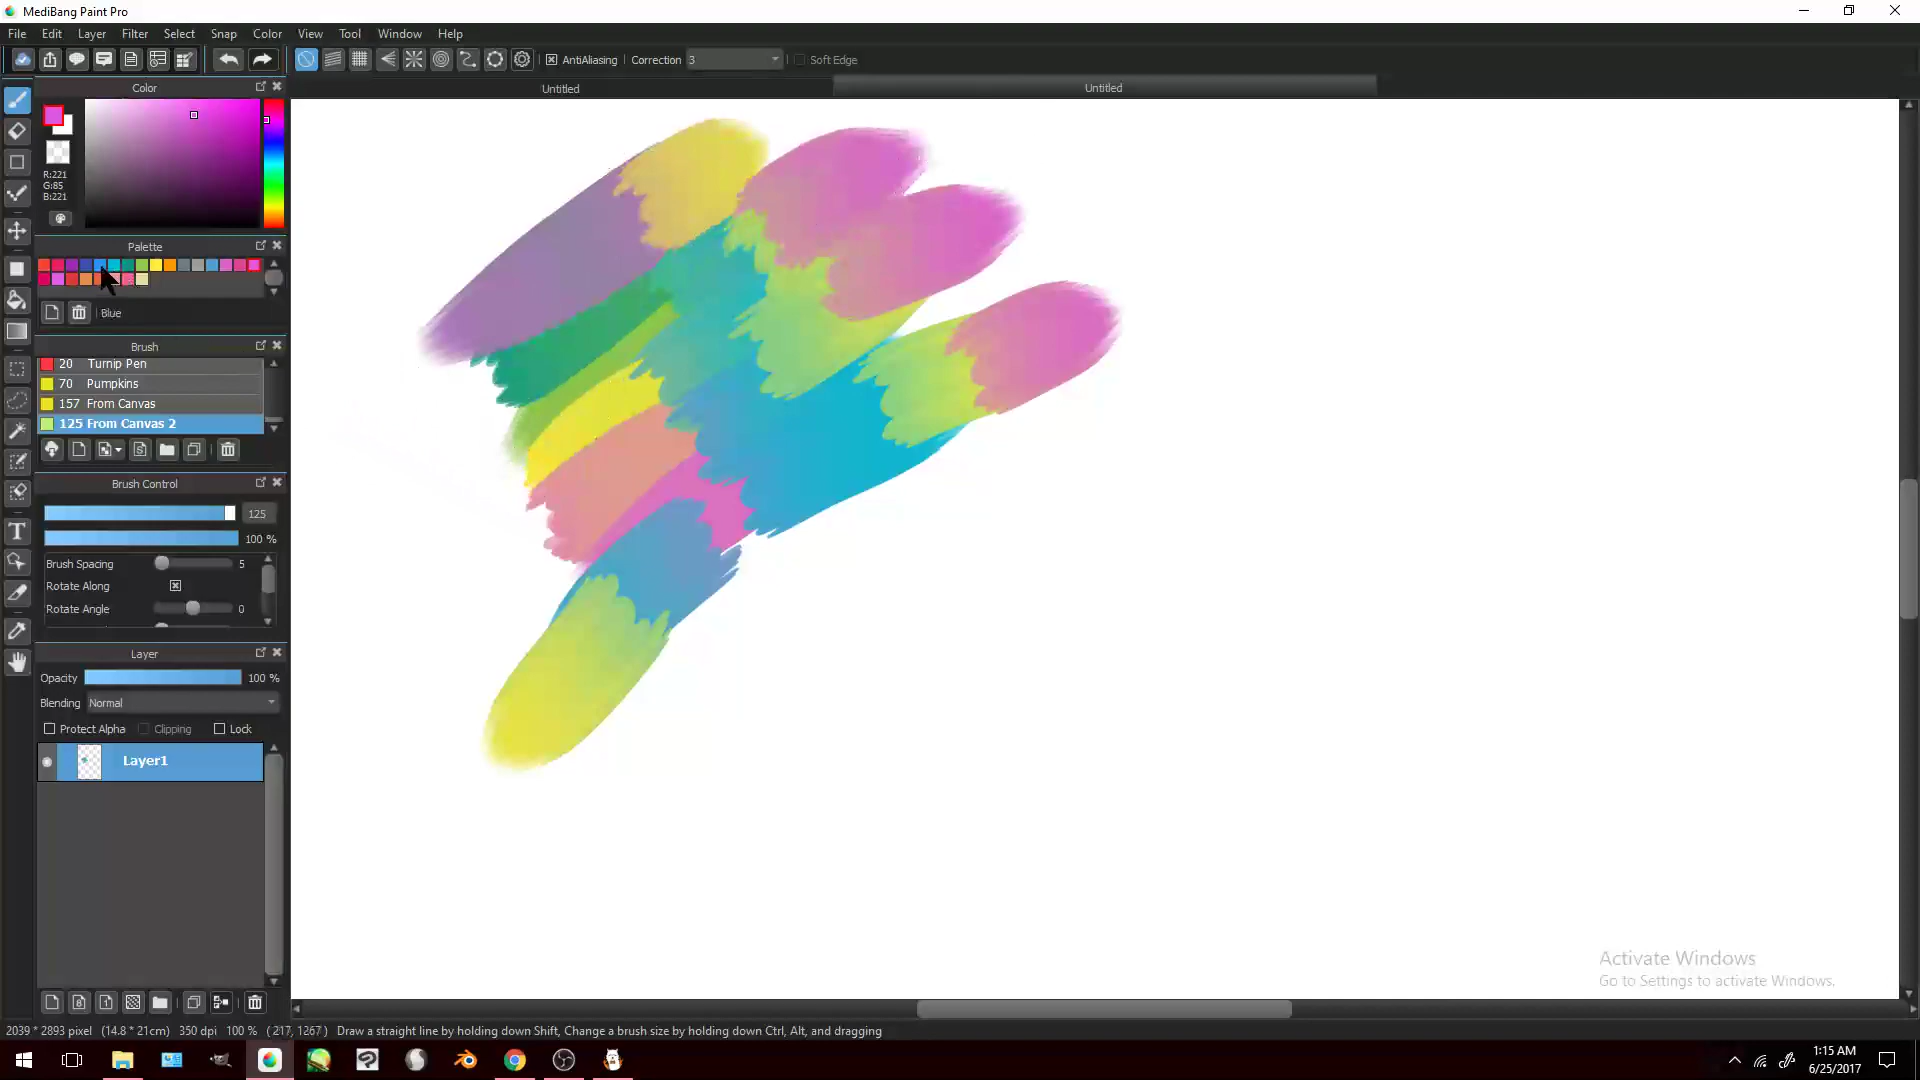 MediBang Paint Pro
File Edit Layer Filter Select Snap Color View Tool Window Help
AntiAliasing Correction 3 Soft Edge
Color
Untitled Untitled
R:221
G:85
B:221
Palette
Blue
Brush
20 Turnip Pen
70 Pumpkins
157 From Canvas
125 From Canvas 2
Brush Control
125
100 %
Brush Spacing 5
Rotate Along
Rotate Angle 0
Layer
Opacity 100 %
Blending Normal
Protect Alpha Clipping Lock
Layer1
Activate Windows
Go to Settings to activate Windows.
2039 * 2893 pixel (14.8 * 21cm) 350 dpi 100 % ( 217, 1267 ) Draw a straight line by holding down Shift, Change a brush size by holding down Ctrl, Alt, and dragging
1:15 AM
6/25/2017